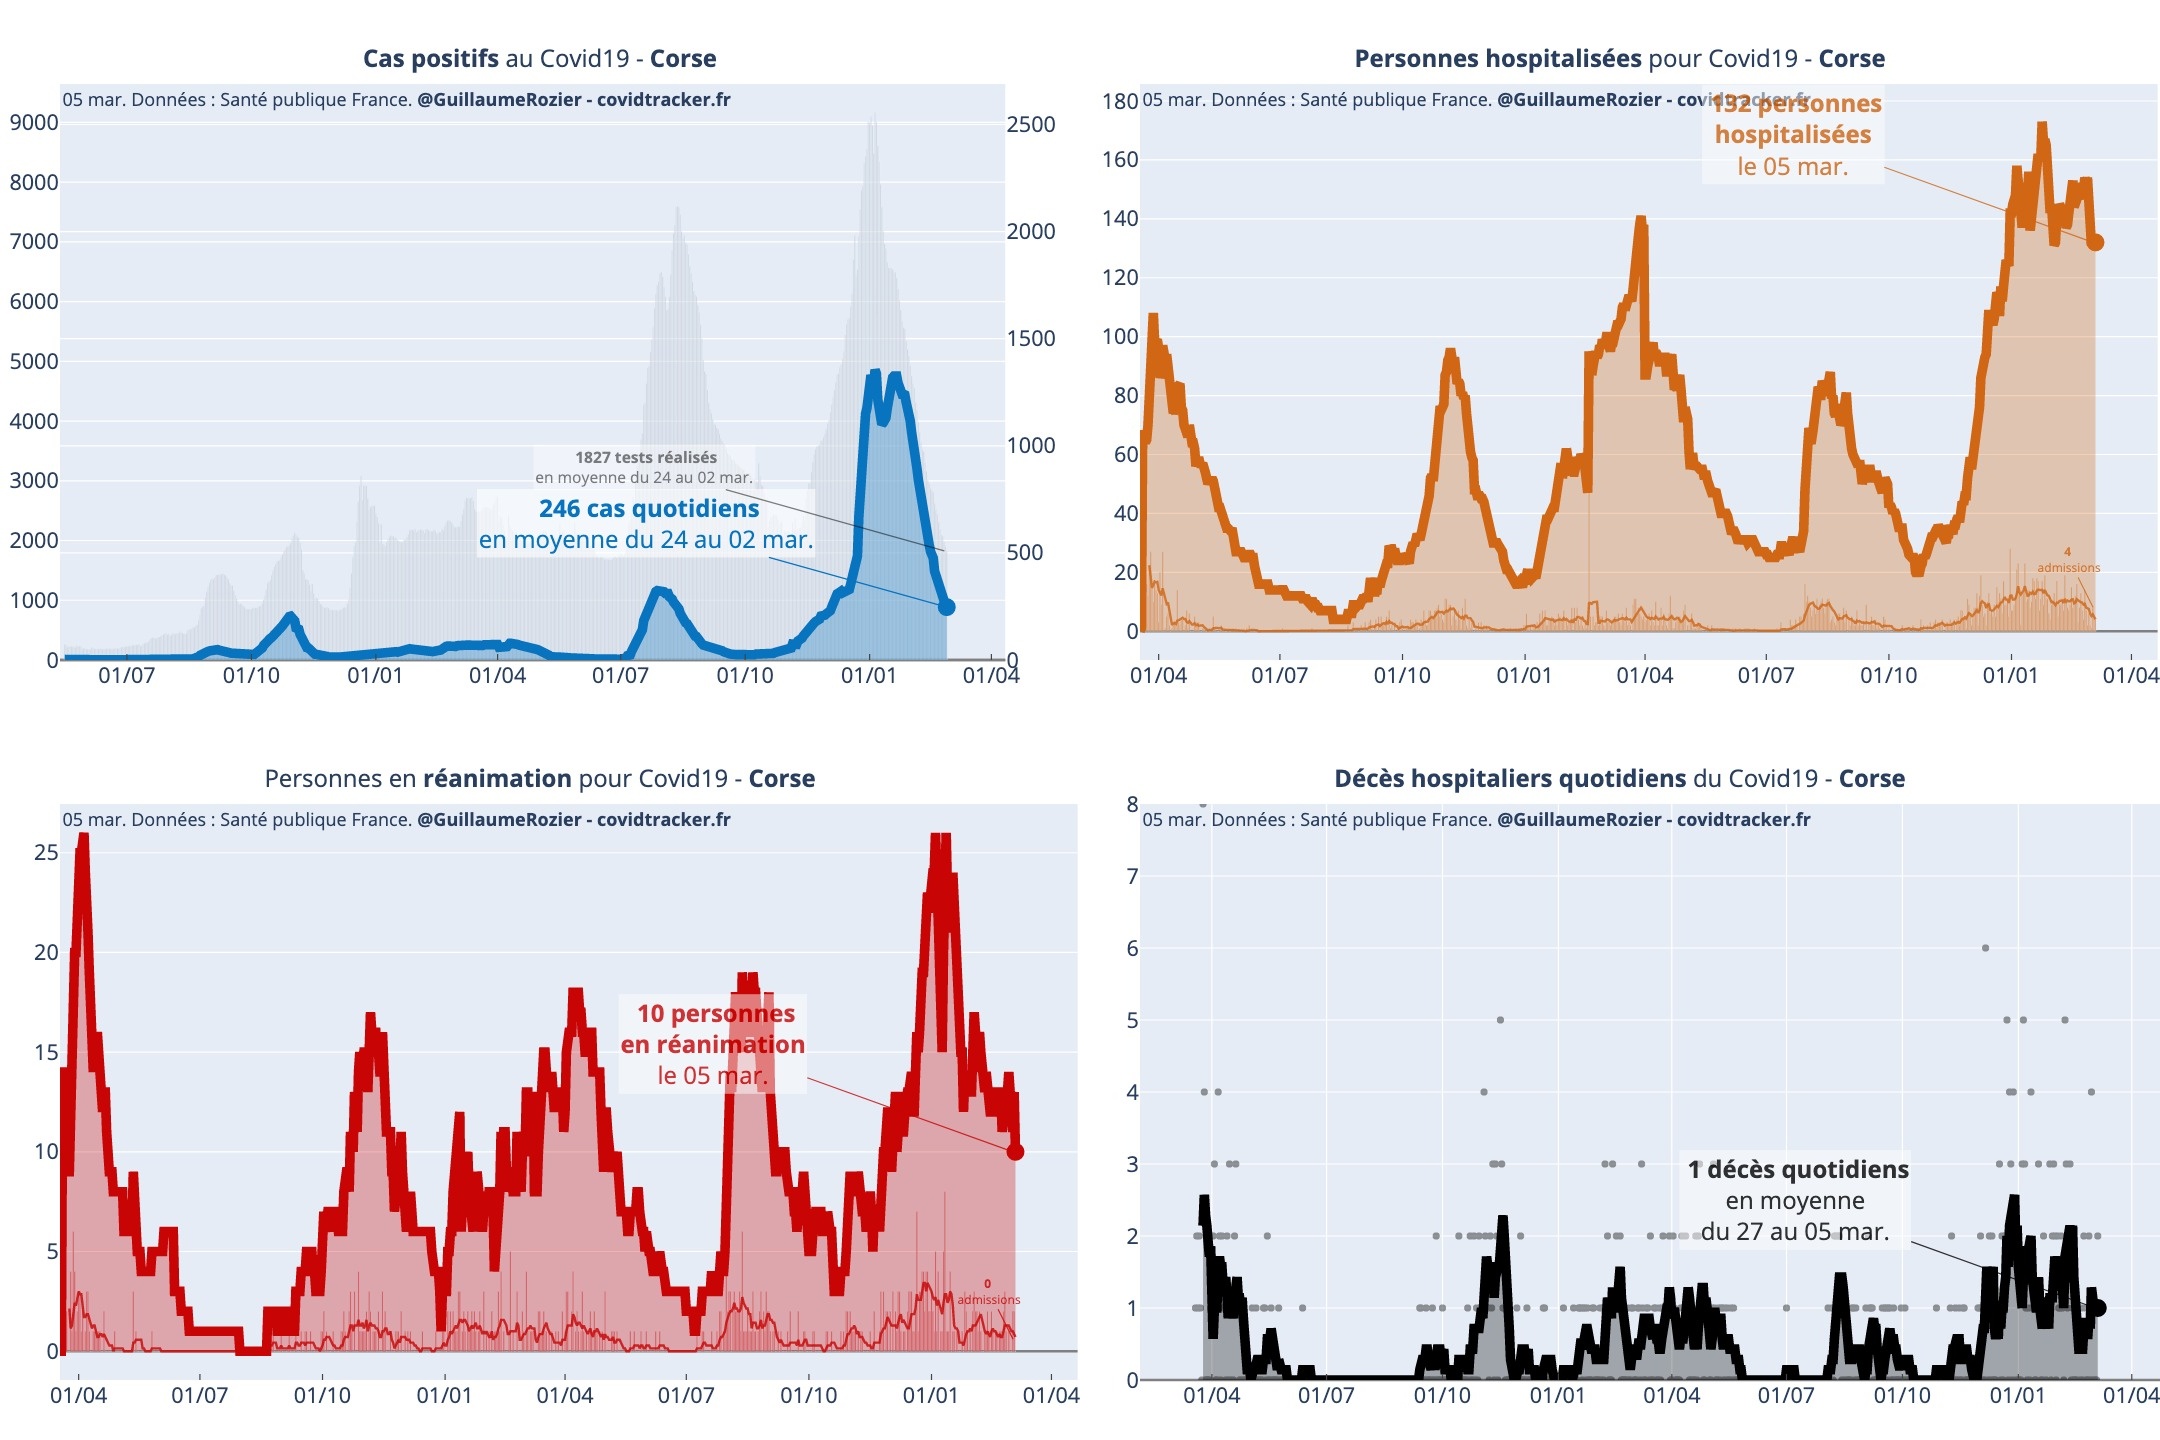 Cas positifs au Covid19 - Corse
05 mar. Données : Santé publique France. @GuillaumeRozier - covidtracker.fr
9000
8000
7000
6000
5000
4000
3000
2000
1000
0
2500
2000
1500
1000
500
0
1827 tests réalisés
en moyenne du 24 au 02 mar.
246 cas quotidiens
en moyenne du 24 au 02 mar.
01/07 01/10 01/01 01/04 01/07 01/10 01/01 01/04
Personnes hospitalisées pour Covid19 - Corse
05 mar. Données : Santé publique France. @GuillaumeRozier - covidtracker.fr
180
160
140
120
100
80
60
40
20
0
132 personnes
hospitalisées
le 05 mar.
4
admissions
01/04 01/07 01/10 01/01 01/04 01/07 01/10 01/01 01/04
Personnes en réanimation pour Covid19 - Corse
05 mar. Données : Santé publique France. @GuillaumeRozier - covidtracker.fr
25
20
15
10
5
0
10 personnes
en réanimation
le 05 mar.
0
admissions
01/04 01/07 01/10 01/01 01/04 01/07 01/10 01/01 01/04
Décès hospitaliers quotidiens du Covid19 - Corse
05 mar. Données : Santé publique France. @GuillaumeRozier - covidtracker.fr
8
7
6
5
4
3
2
1
0
1 décès quotidiens
en moyenne
du 27 au 05 mar.
01/04 01/07 01/10 01/01 01/04 01/07 01/10 01/01 01/04